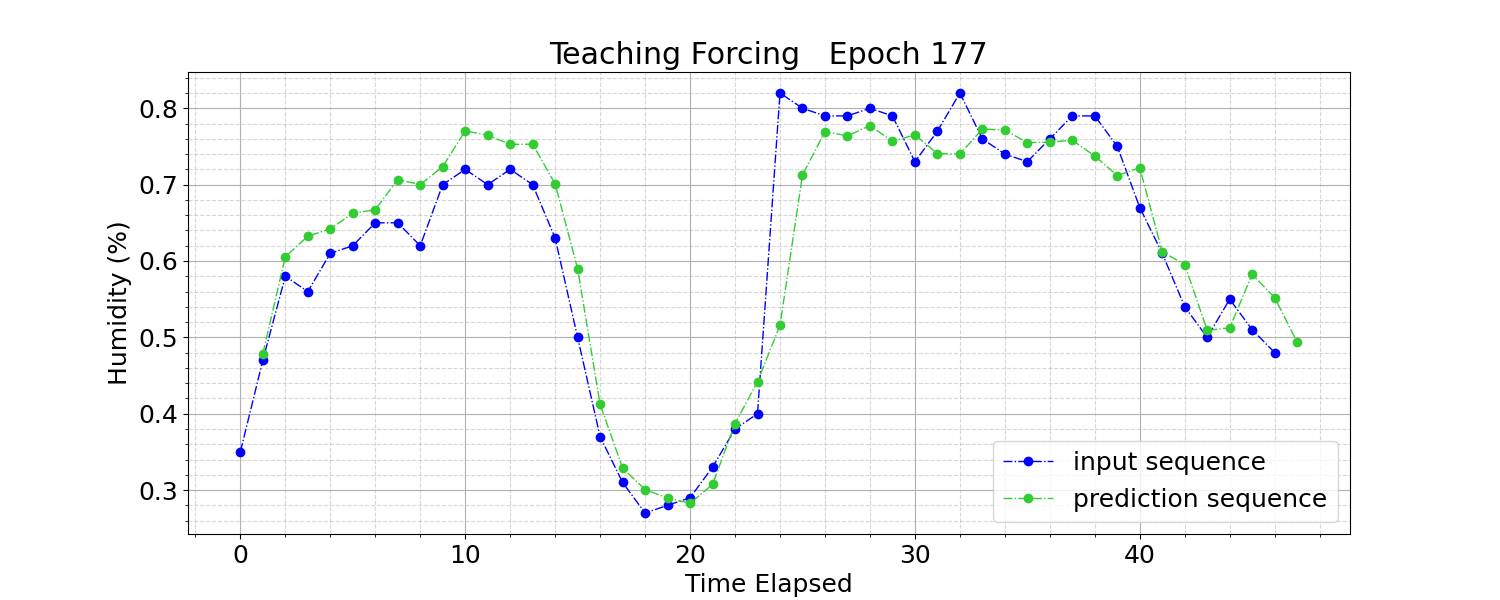 Teaching Forcing   Epoch 177
Humidity (%)
0.8
0.7
0.6
0.5
0.4
0.3
input sequence
prediction sequence
0 10 20 30 40
Time Elapsed